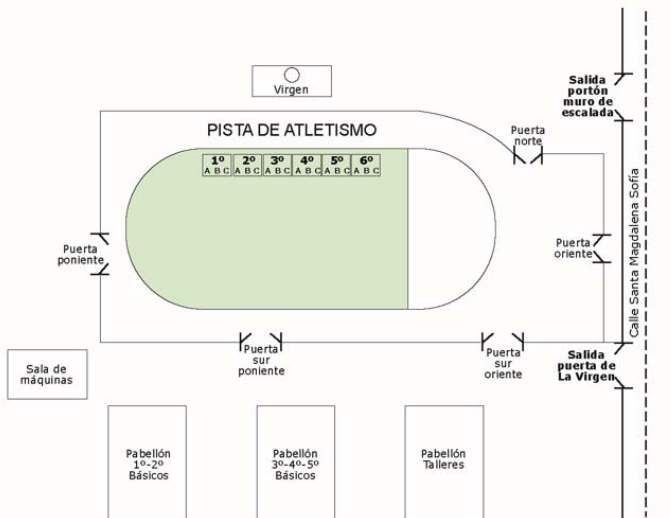 Virgen
PISTA DE ATLETISMO
1º 2º 3º 4º 5º 6º
A B C A B C A B C A B C A B C A B C
Salida
portón
muro de
escalada
Puerta
norte
Puerta
poniente
Puerta
oriente
Calle Santa Magdalena Sofía
Puerta
sur
poniente
Puerta
sur
oriente
Salida
puerta de
La Virgen
Sala de
máquinas
Pabellón
1º-2º
Básicos
Pabellón
3º-4º-5º
Básicos
Pabellón
Talleres